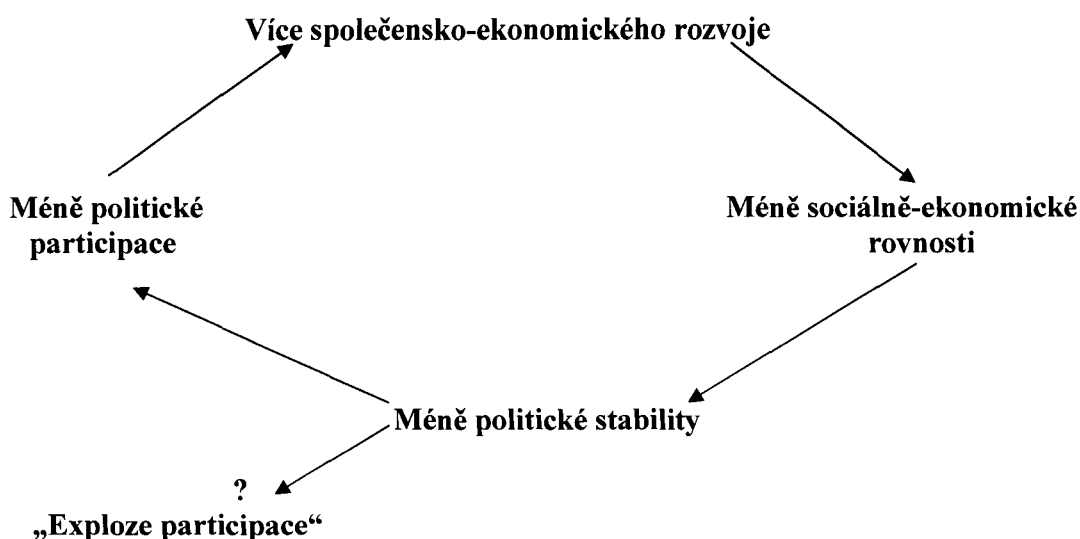 Více společensko-ekonomického rozvoje
Méně politické
participace
Méně sociálně-ekonomické
rovnosti
Méně politické stability
?
„Exploze participace“